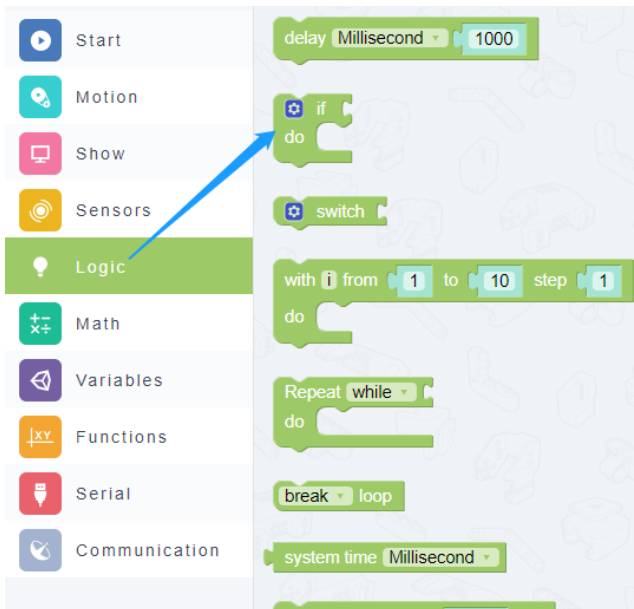 Start
Motion
Show
Sensors
Logic
Math
Variables
Functions
Serial
Communication
delay Millisecond 1000
if
do
switch
with i from 1 to 10 step 1
do
Repeat while
do
break loop
system time Millisecond